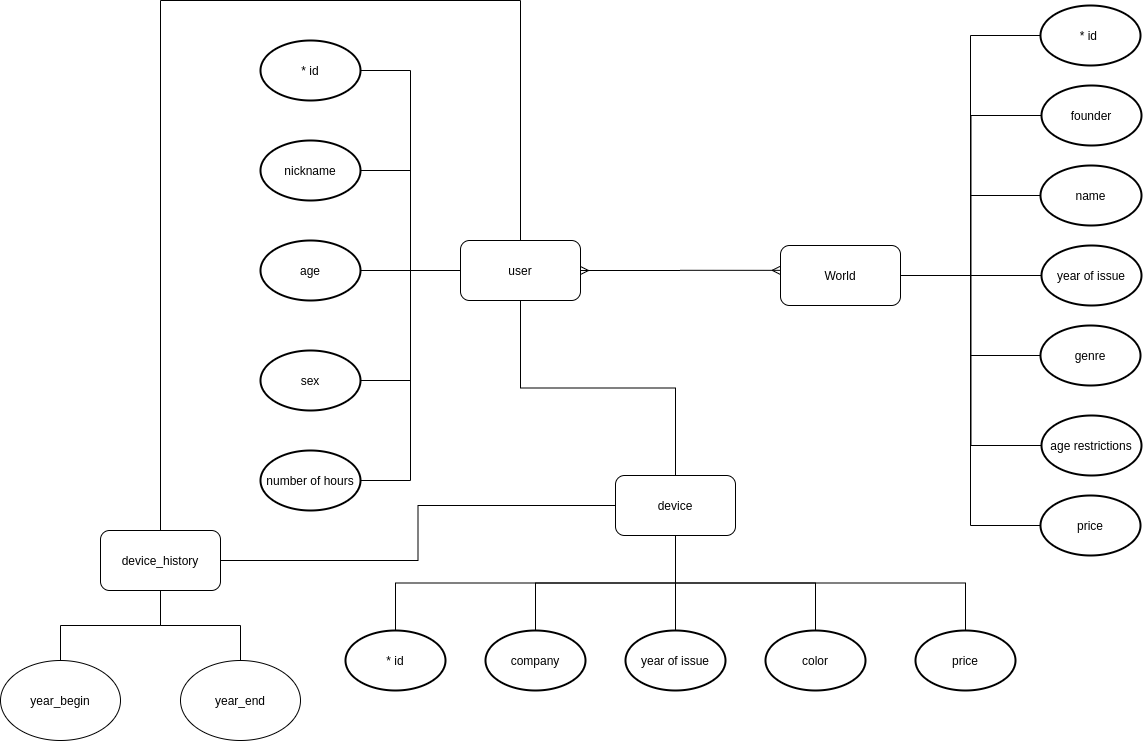 * id
nickname
age
sex
number of hours
user
World
* id
founder
name
year of issue
genre
age restrictions
price
device
device_history
* id
company
year of issue
color
price
year_begin
year_end